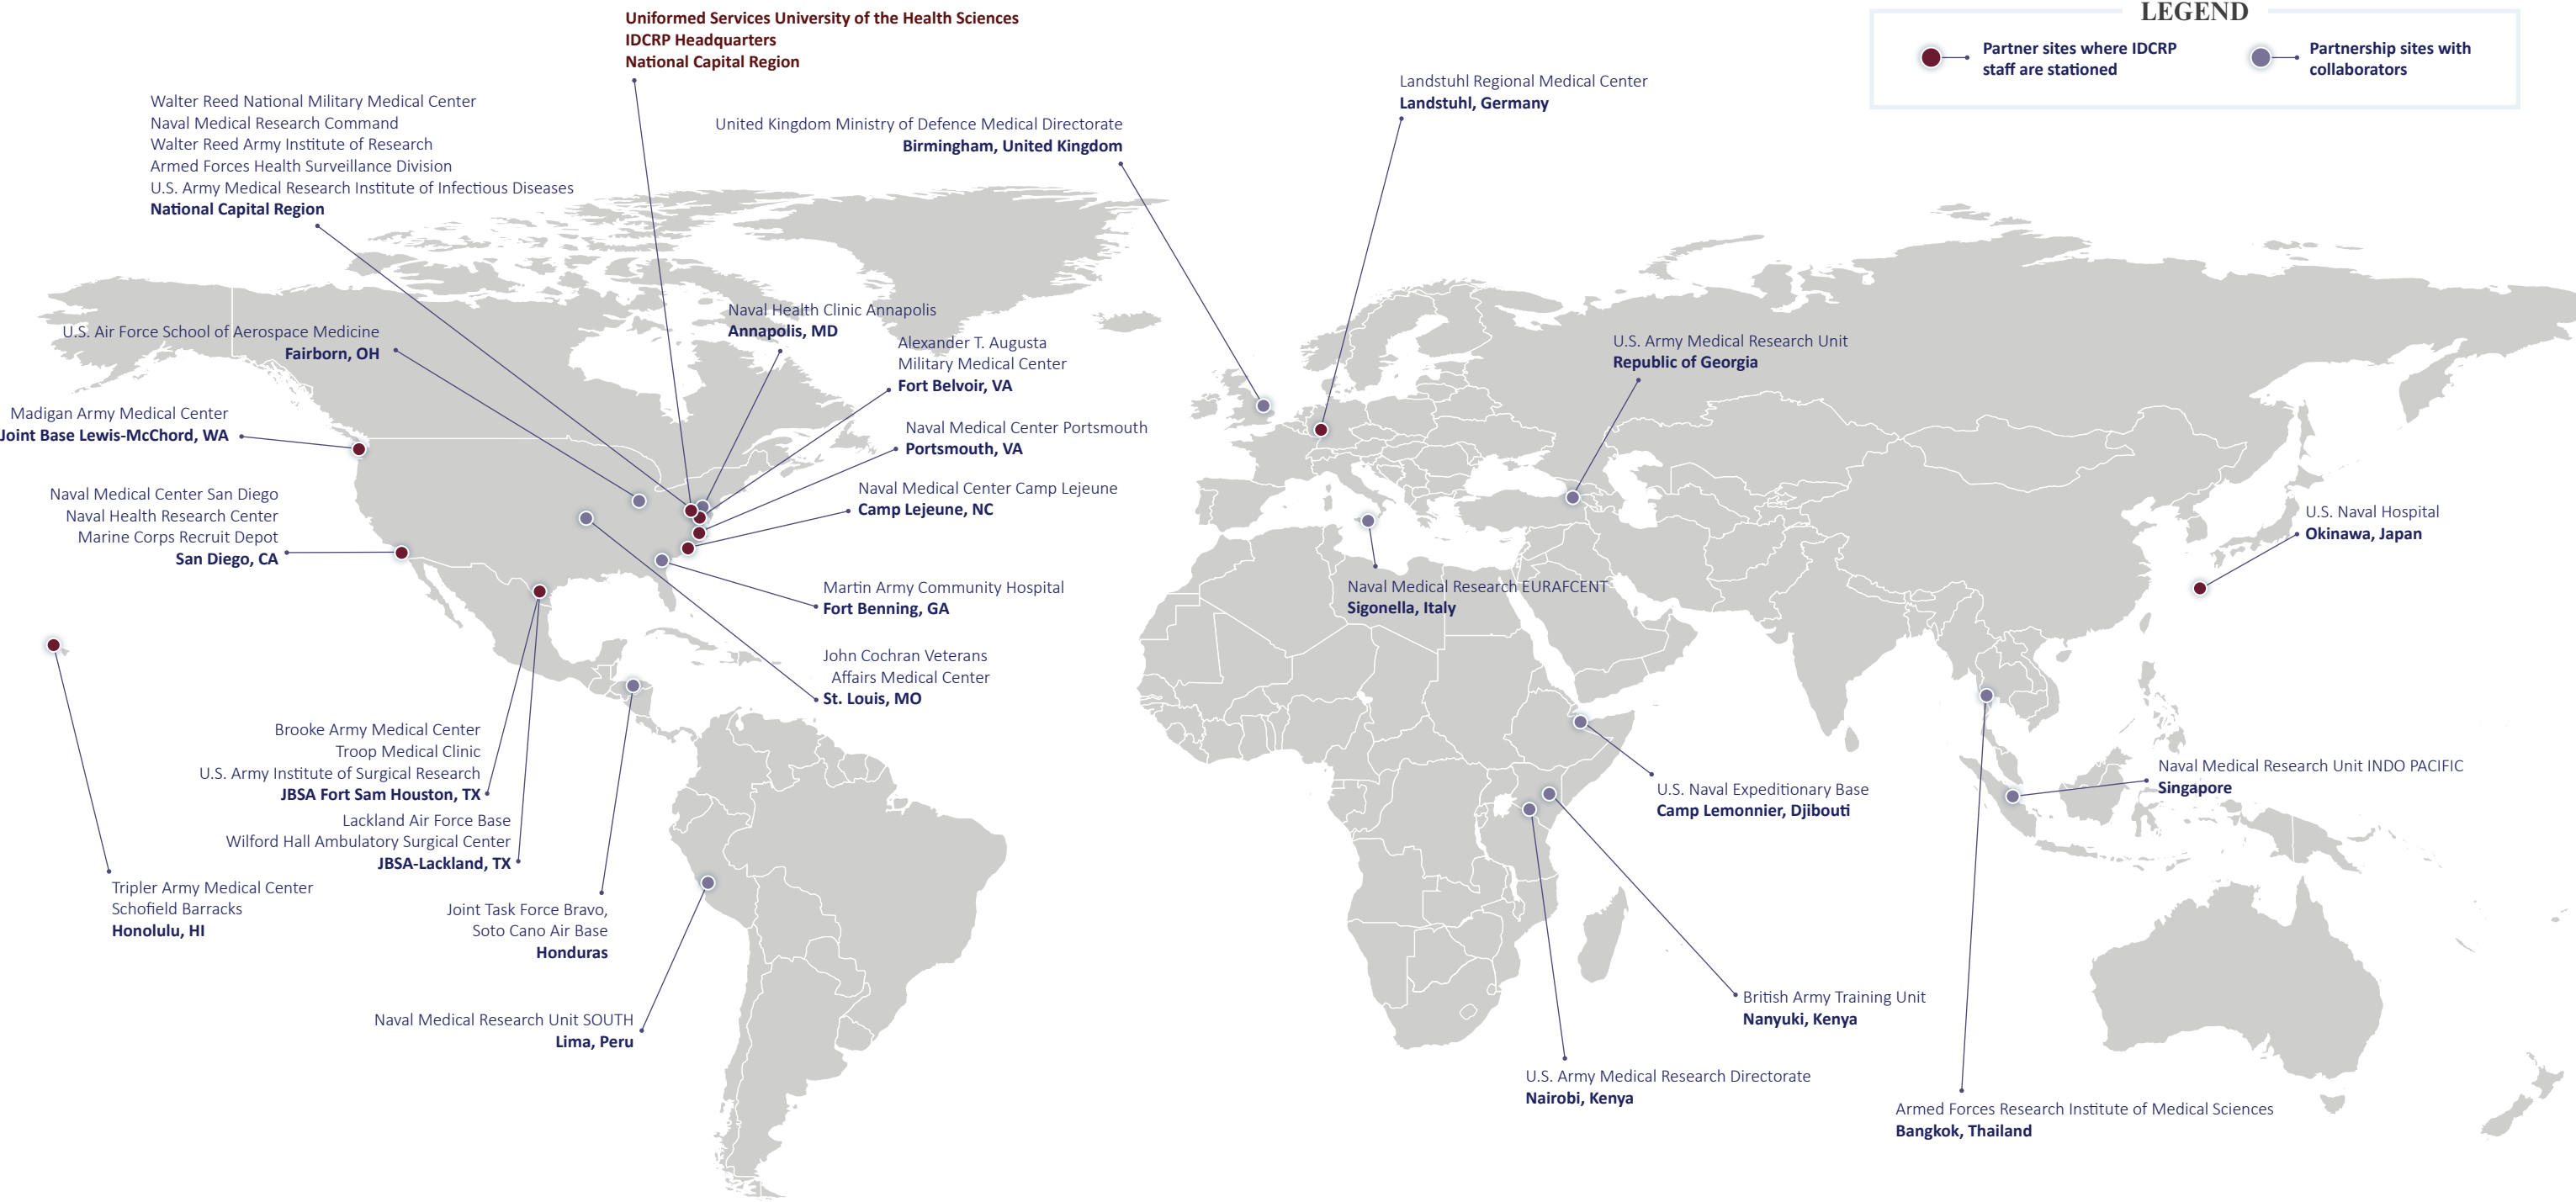 Uniformed Services University of the Health Sciences
IDCRP Headquarters
National Capital Region
LEGEND
Partner sites where IDCRP
staff are stationed
Partnership sites with
collaborators
Walter Reed National Military Medical Center
Naval Medical Research Command
Walter Reed Army Institute of Research
Armed Forces Health Surveillance Division
U.S. Army Medical Research Institute of Infectious Diseases
National Capital Region
United Kingdom Ministry of Defence Medical Directorate
Birmingham, United Kingdom
Landstuhl Regional Medical Center
Landstuhl, Germany
U.S. Air Force School of Aerospace Medicine
Fairborn, OH
Naval Health Clinic Annapolis
Annapolis, MD
Alexander T. Augusta
Military Medical Center
Fort Belvoir, VA
U.S. Army Medical Research Unit
Republic of Georgia
Madigan Army Medical Center
Joint Base Lewis-McChord, WA
Naval Medical Center Portsmouth
Portsmouth, VA
Naval Medical Center San Diego
Naval Health Research Center
Marine Corps Recruit Depot
San Diego, CA
Naval Medical Center Camp Lejeune
Camp Lejeune, NC
U.S. Naval Hospital
Okinawa, Japan
Martin Army Community Hospital
Fort Benning, GA
Naval Medical Research EURAFCENT
Sigonella, Italy
John Cochran Veterans
Affairs Medical Center
St. Louis, MO
Brooke Army Medical Center
Troop Medical Clinic
U.S. Army Institute of Surgical Research
JBSA Fort Sam Houston, TX
Lackland Air Force Base
Wilford Hall Ambulatory Surgical Center
JBSA-Lackland, TX
Naval Medical Research Unit INDO PACIFIC
Singapore
U.S. Naval Expeditionary Base
Camp Lemonnier, Djibouti
Tripler Army Medical Center
Schofield Barracks
Honolulu, HI
Joint Task Force Bravo,
Soto Cano Air Base
Honduras
Naval Medical Research Unit SOUTH
Lima, Peru
British Army Training Unit
Nanyuki, Kenya
U.S. Army Medical Research Directorate
Nairobi, Kenya
Armed Forces Research Institute of Medical Sciences
Bangkok, Thailand